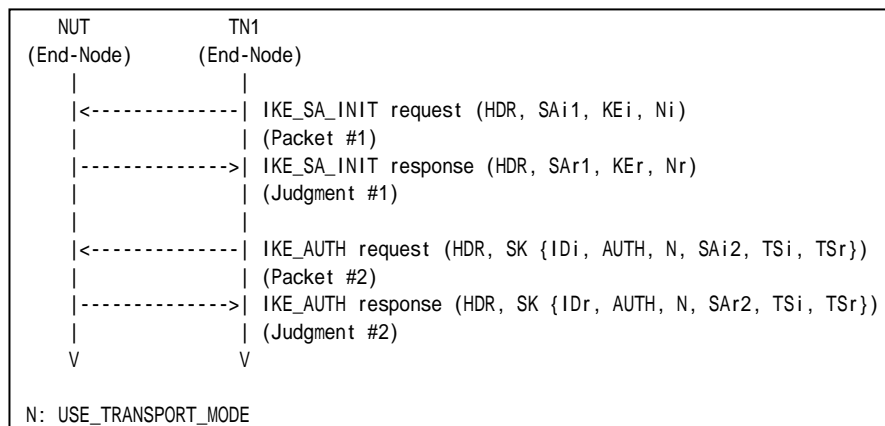 NUT TN1
(End-Node) (End-Node)
| |
|<--------------| IKE_SA_INIT request (HDR, SAi1, KEi, Ni)
| | (Packet #1)
|-------------->| IKE_SA_INIT response (HDR, SAr1, KEr, Nr)
| | (Judgment #1)
| |
|<--------------| IKE_AUTH request (HDR, SK {IDi, AUTH, N, SAi2, TSi, TSr})
| | (Packet #2)
|-------------->| IKE_AUTH response (HDR, SK {IDr, AUTH, N, SAr2, TSi, TSr})
| | (Judgment #2)
V V
N: USE_TRANSPORT_MODE